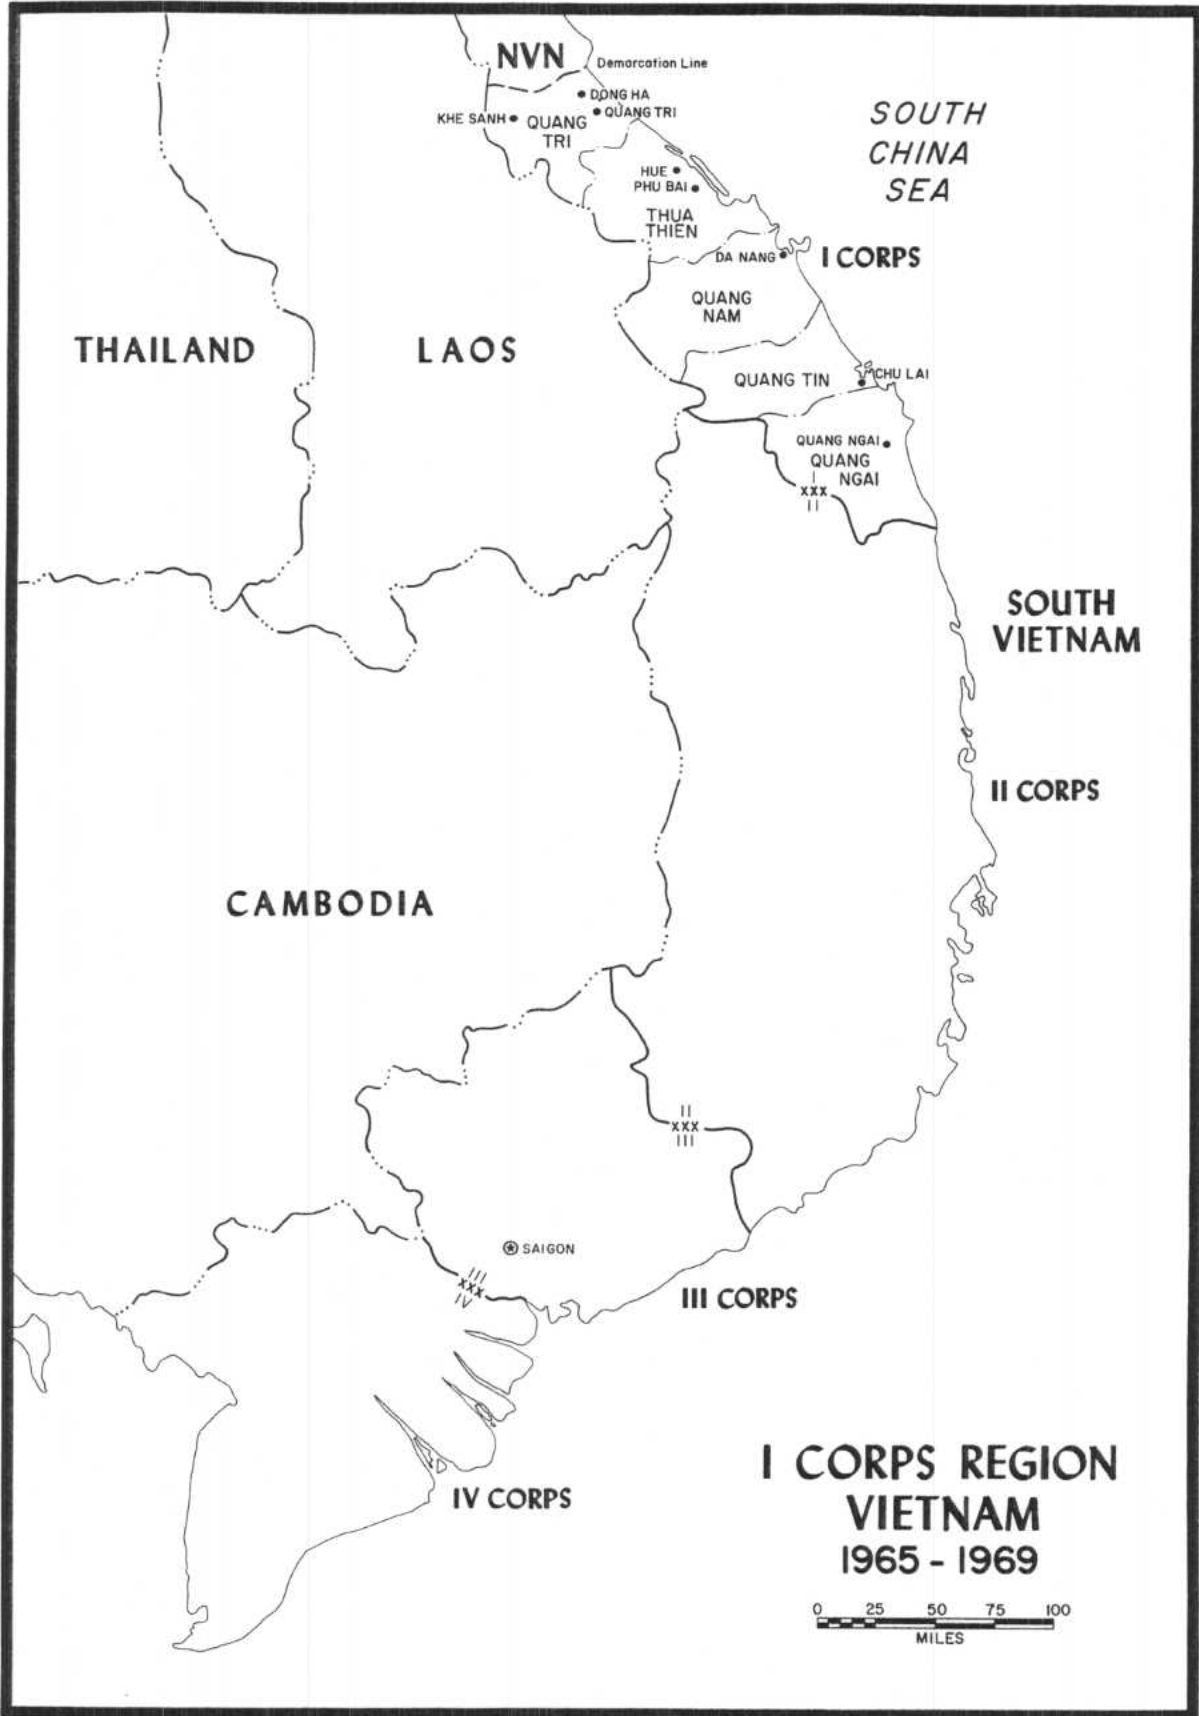 NVN
Demarcation Line
DONG HA
QUANG TRI
KHE SANH
QUANG
TRI
SOUTH
CHINA
SEA
HUE
PHU BAI
THUA
THIEN
DA NANG
I CORPS
QUANG
NAM
THAILAND
LAOS
QUANG TIN
CHU LAI
QUANG NGAI
QUANG
NGAI
I
XXX
II
SOUTH
VIETNAM
II CORPS
CAMBODIA
II
XXX
III
SAIGON
III
XXX
IV
III CORPS
IV CORPS
I CORPS REGION
VIETNAM
1965 - 1969
0 25 50 75 100
MILES